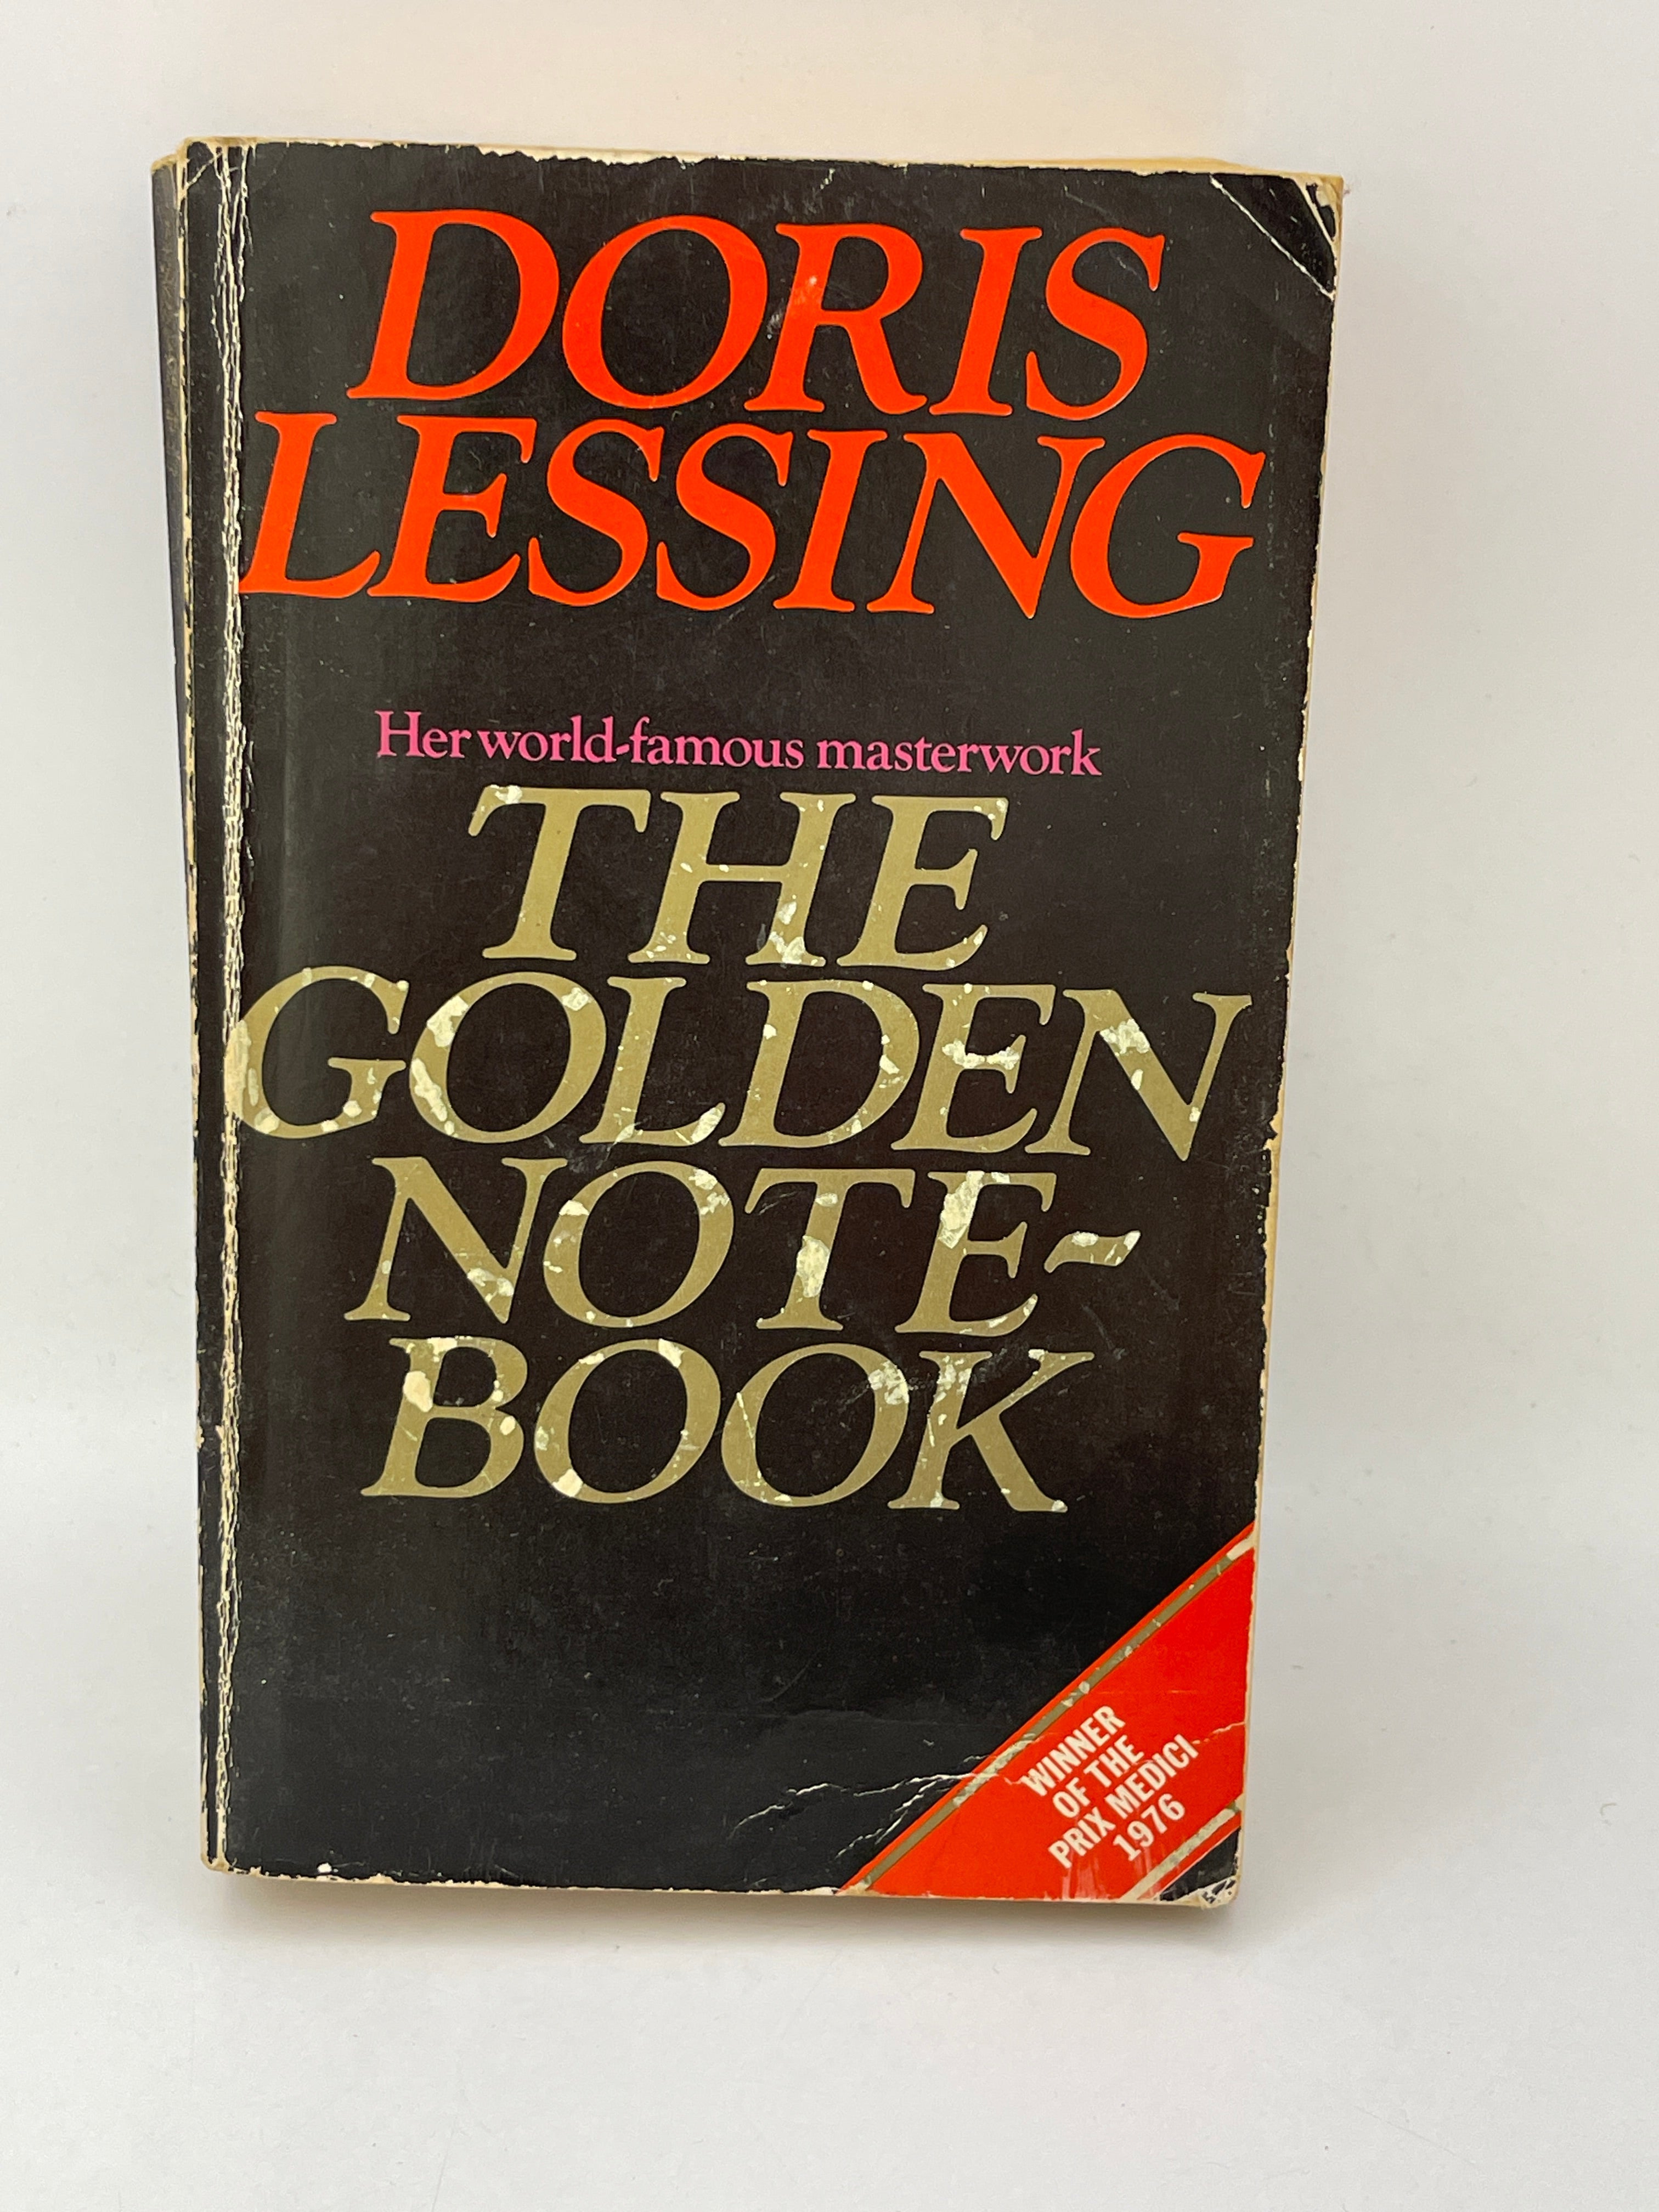 DORIS
LESSING
Her world-famous masterwork
THE
GOLDEN
NOTE-
BOOK
WINNER
OF THE
PRIX MEDICI
1976